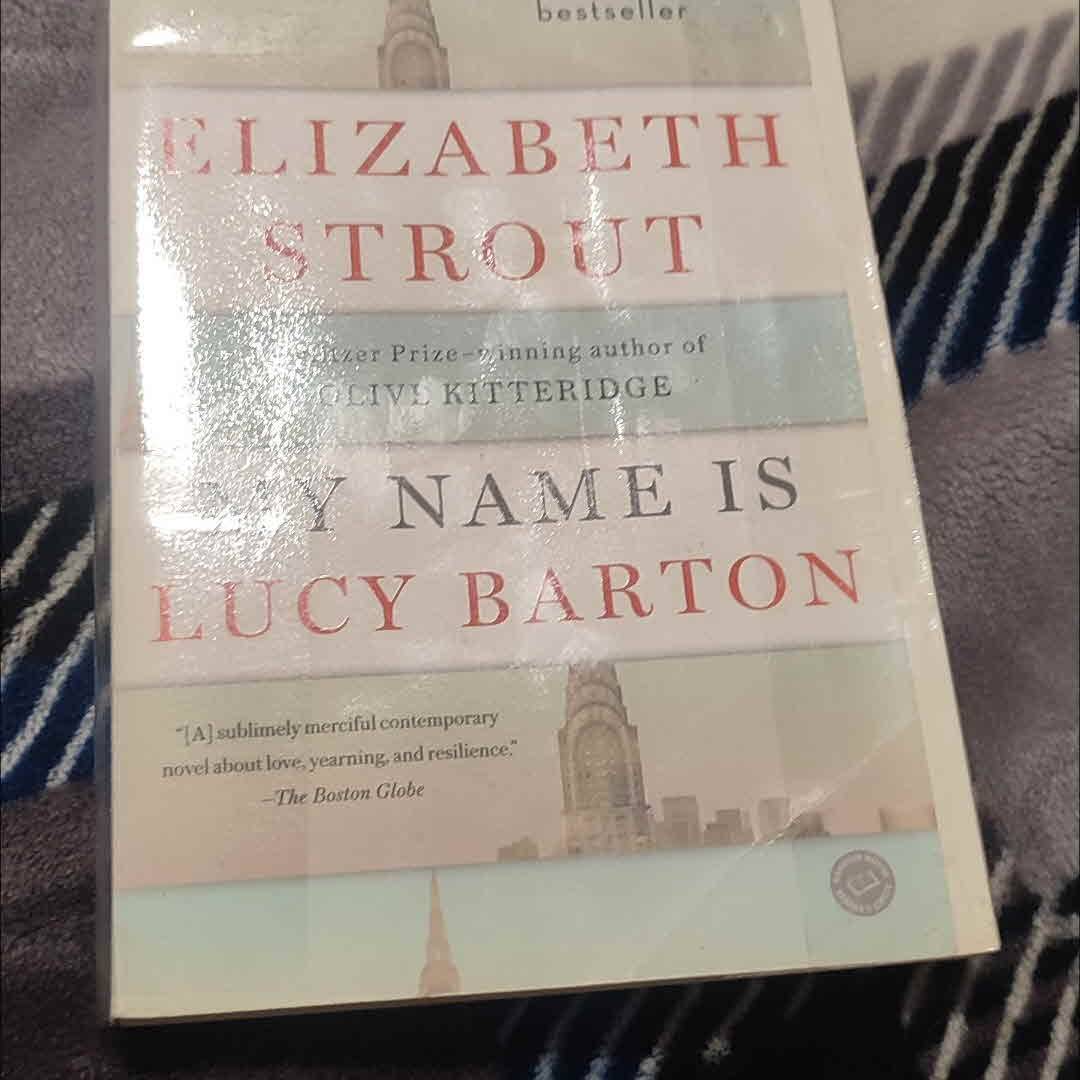 bestseller
ELIZABETH
STROUT
Prize-winning author of
OLIVE KITTERIDGE
MY NAME IS
LUCY BARTON
"[A] sublimely merciful contemporary
novel about love, yearning, and resilience."
—The Boston Globe